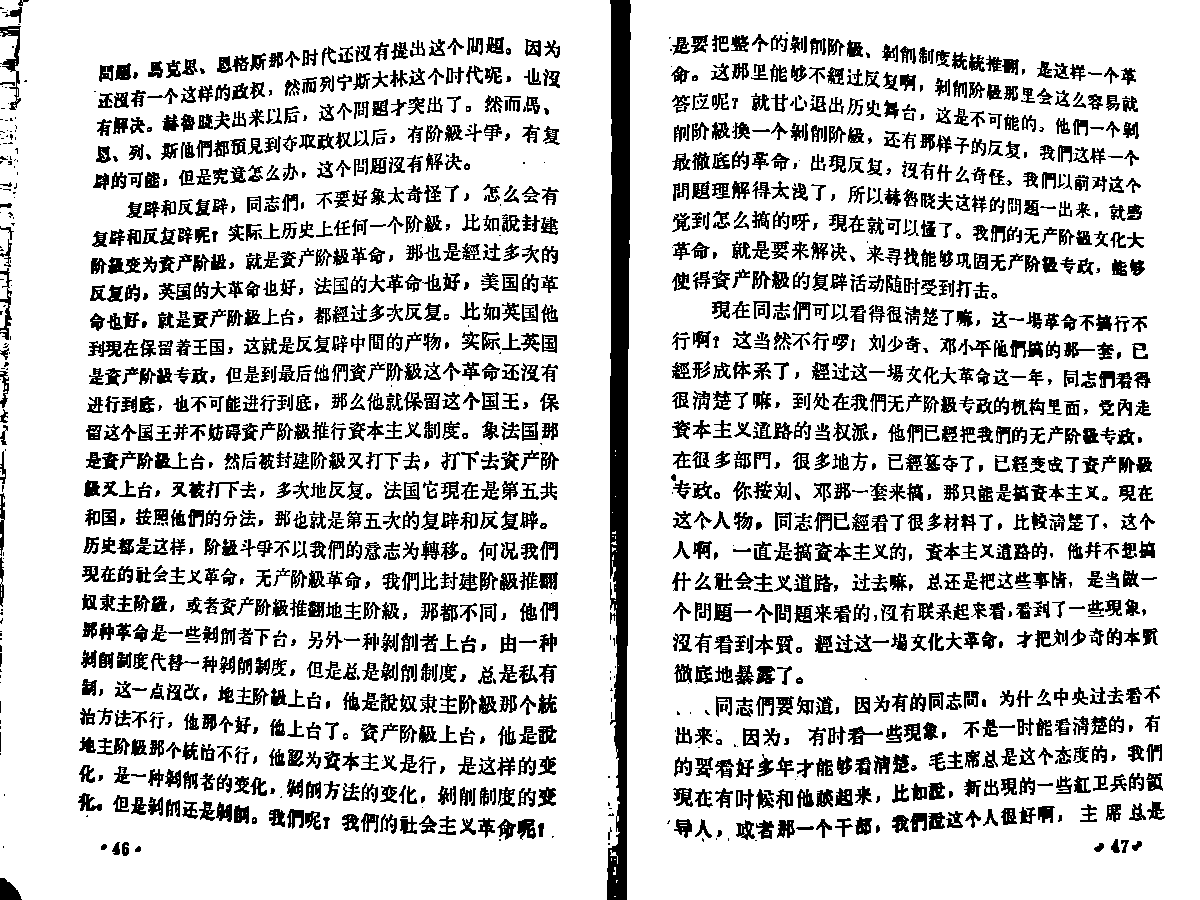 問題，馬克思、恩格斯那个时代还沒有提出这个問題。因为
还沒有一个这样的政权，然而列宁斯大林这个时代呢，也沒
有解决。赫魯晓夫出来以后，这个問題才突出了。然而馬、
恩、列、斯他們都預見到夺取政权以后，有阶級斗爭，有复
辟的可能，但是究竟怎么办，这个問題沒有解决。
复辟和反复辟，同志們，不要好象太奇怪了，怎么会有
复辟和反复辟呢？实际上历史上任何一个阶級，比如說封建
阶級变为資产阶級，就是資产阶級革命，那也是經过多次的
反复的，英国的大革命也好，法国的大革命也好，美国的革
命也好，就是資产阶級上台，都經过多次反复。比如英国他
到現在保留着王国，这就是反复辟中間的产物，实际上英国
是資产阶級专政，但是到最后他們資产阶級这个革命还沒有
进行到底，也不可能进行到底，那么他就保留这个国王，保
留这个国王并不妨碍資产阶級推行資本主义制度。象法国那
是資产阶級上台，然后被封建阶級又打下去，打下去資产阶
級又上台，又被打下去，多次地反复。法国它現在是第五共
和国，按照他們的分法，那也就是第五次的复辟和反复辟。
历史都是这样，阶級斗爭不以我們的意志为轉移。何况我們
現在的社会主义革命，无产阶級革命，我們比封建阶級推翻
奴隶主阶級，或者資产阶級推翻地主阶級，那都不同，他們
那种革命是一些剝削者下台，另外一种剝削者上台，由一种
剝削制度代替一种剝削制度，但是总是剝削制度，总是私有
制，这一点沒改，地主阶級上台，他是說奴隶主阶級那个統
治方法不行，他那个好，他上台了。資产阶級上台，他是說
地主阶級那个統治不行，他認为資本主义是行，是这样的变
化，是一种剝削者的变化，剝削方法的变化，剝削制度的变
化。但是剝削还是剝削。我們呢？我們的社会主义革命呢？
·46·
是要把整个的剝削阶級、剝削制度統統推翻，是这样一个革
命。这那里能够不經过反复啊，剝削阶級那里会这么容易就
答应呢？就甘心退出历史舞台，这是不可能的。他們一个剝
削阶級換一个剝削阶級，还有那样子的反复，我們这样一个
最徹底的革命，出現反复，沒有什么奇怪。我們以前对这个
問題理解得太浅了，所以赫魯晓夫这样的問題一出来，就感
觉到怎么搞的呀，現在就可以懂了。我們的无产阶級文化大
革命，就是要来解决、来寻找能够巩固无产阶級专政，能够
使得資产阶級的复辟活动随时受到打击。
現在同志們可以看得很清楚了嘛，这一場革命不搞行不
行啊？这当然不行啰！刘少奇、邓小平他們搞的那一套，已
經形成体系了，經过这一場文化大革命这一年，同志們看得
很清楚了嘛，到处在我們无产阶級专政的机构里面，党內走
資本主义道路的当权派，他們已經把我們的无产阶級专政，
在很多部門，很多地方，已經篡夺了，已經变成了資产阶級
专政。你按刘、邓那一套来搞，那只能是搞資本主义。現在
这个人物，同志們已經看了很多材料了，比較清楚了，这个
人啊，一直是搞資本主义的，資本主义道路的，他幷不想搞
什么社会主义道路，过去嘛，总还是把这些事情，是当做一
个問題一个問題来看的，沒有联系起来看，看到了一些現象，
沒有看到本質。經过这一場文化大革命，才把刘少奇的本質
徹底地暴露了。
同志們要知道，因为有的同志問，为什么中央过去看不
出来。因为，有时看一些現象，不是一时能看清楚的，有
的要看好多年才能够看清楚。毛主席总是这个态度的，我們
現在有时候和他談起来，比如說，新出現的一些紅卫兵的領
导人，或者那一个干部，我們說这个人很好啊，主席总是
·47·